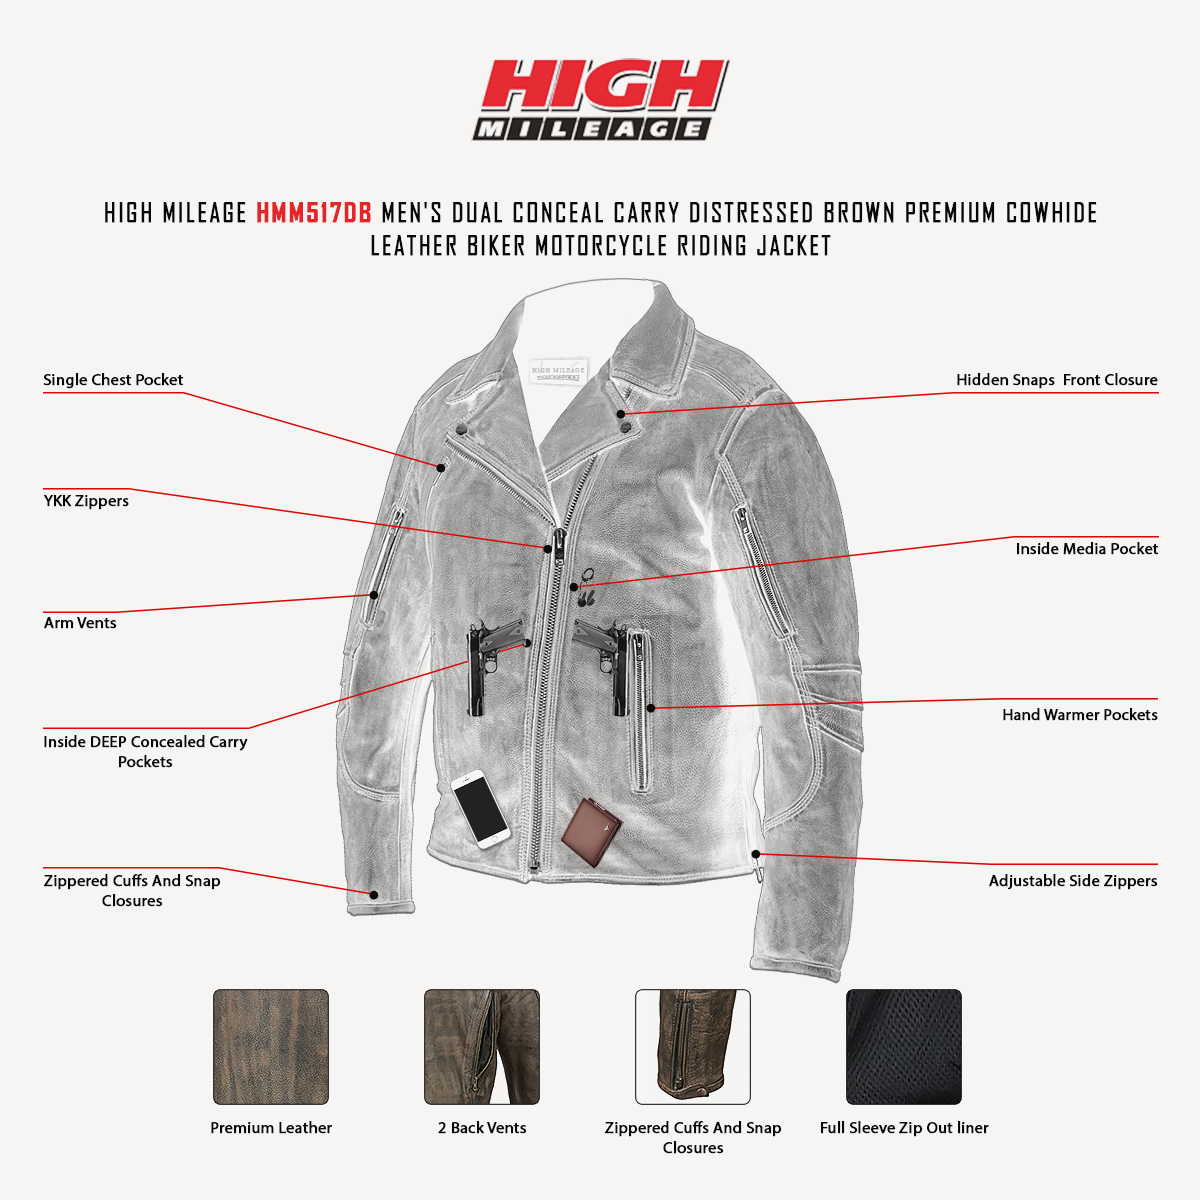 HIGH
MILEAGE
HIGH MILEAGE HMM517DB MEN'S DUAL CONCEAL CARRY DISTRESSED BROWN PREMIUM COWHIDE
LEATHER BIKER MOTORCYCLE RIDING JACKET
HIGH MILEAGE
Single Chest Pocket
Hidden Snaps  Front Closure
YKK Zippers
Inside Media Pocket
Arm Vents
Hand Warmer Pockets
Inside DEEP Concealed Carry
Pockets
Zippered Cuffs And Snap
Closures
Adjustable Side Zippers
Premium Leather
2 Back Vents
Zippered Cuffs And Snap
Closures
Full Sleeve Zip Out liner